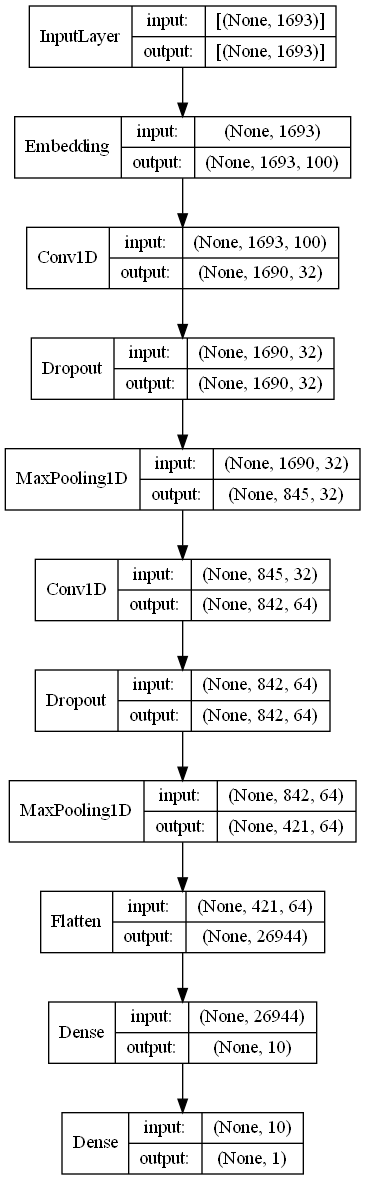 InputLayer input: [(None, 1693)]
output: [(None, 1693)]
Embedding input: (None, 1693)
output: (None, 1693, 100)
Conv1D input: (None, 1693, 100)
output: (None, 1690, 32)
Dropout input: (None, 1690, 32)
output: (None, 1690, 32)
MaxPooling1D input: (None, 1690, 32)
output: (None, 845, 32)
Conv1D input: (None, 845, 32)
output: (None, 842, 64)
Dropout input: (None, 842, 64)
output: (None, 842, 64)
MaxPooling1D input: (None, 842, 64)
output: (None, 421, 64)
Flatten input: (None, 421, 64)
output: (None, 26944)
Dense input: (None, 26944)
output: (None, 10)
Dense input: (None, 10)
output: (None, 1)